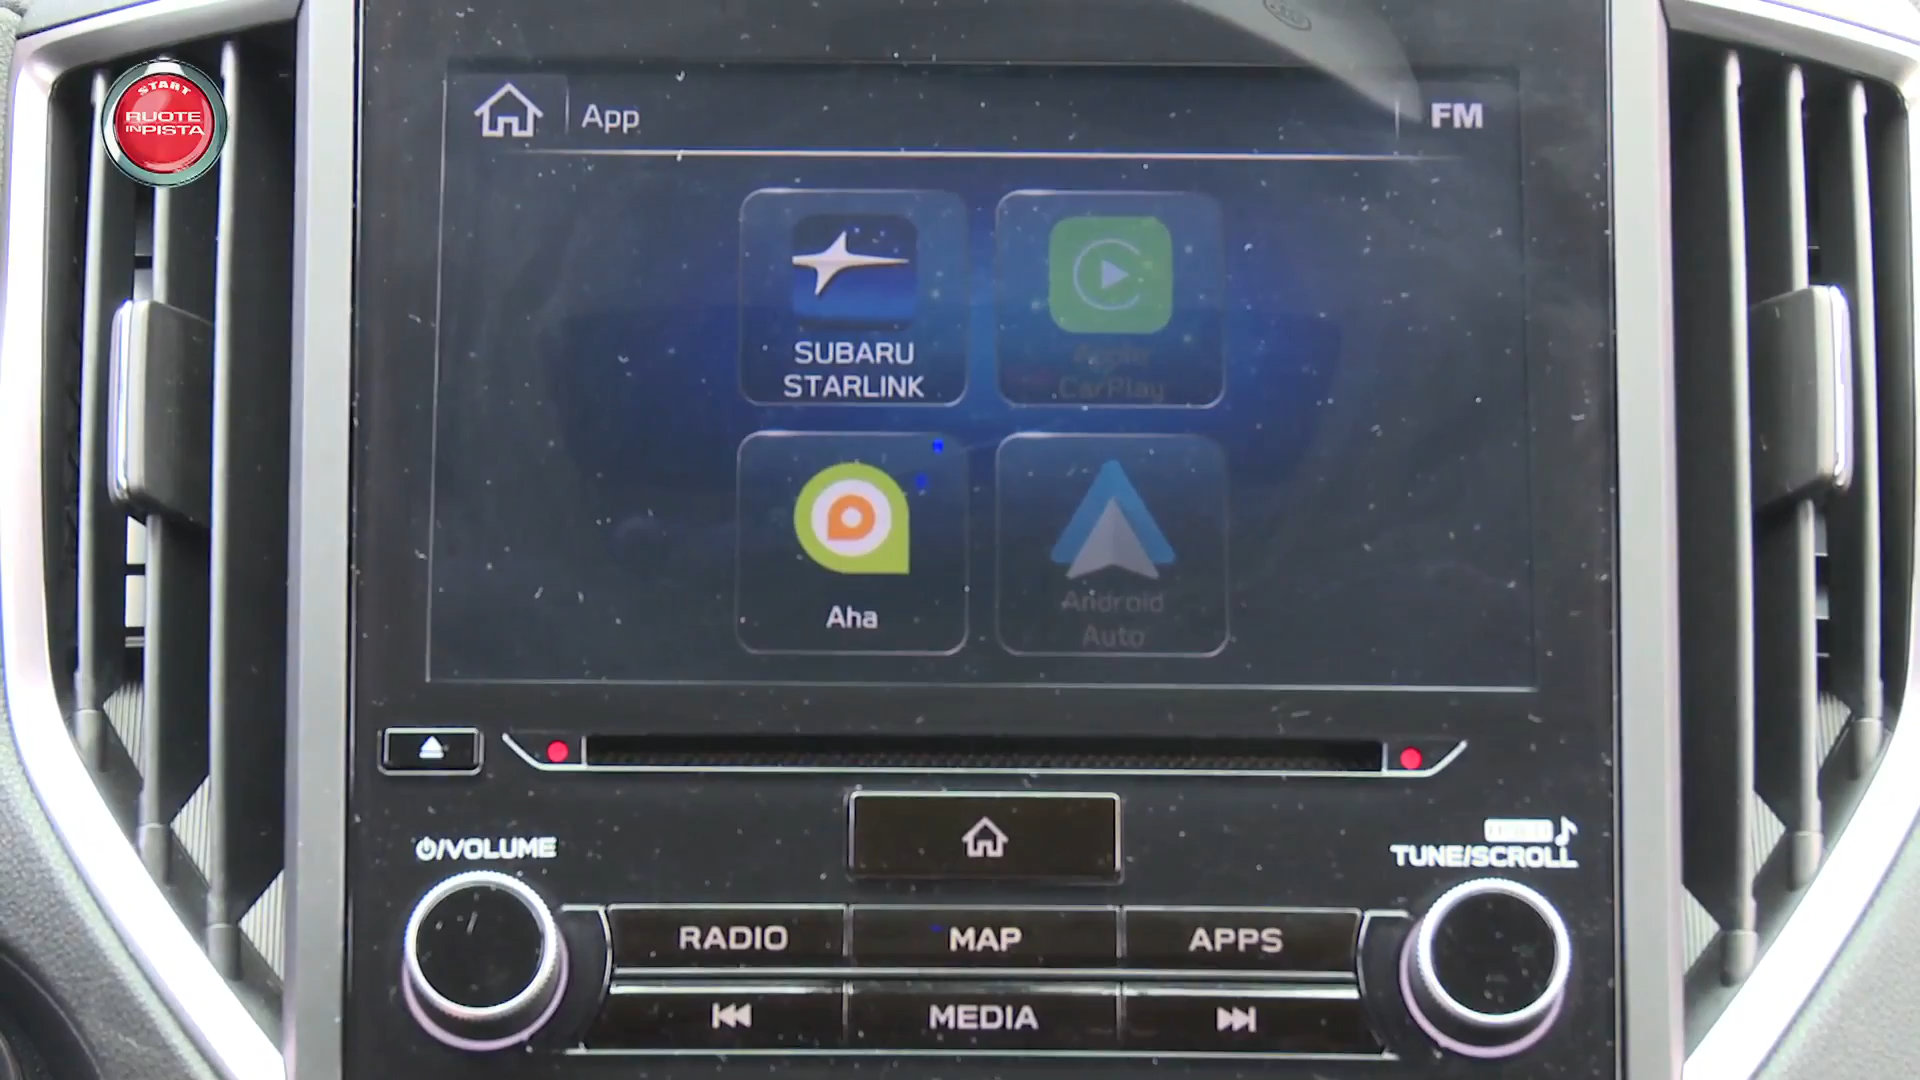 START
RUOTE
INPISTA
App
FM
SUBARU
STARLINK
Apple
CarPlay
Aha
Android
Auto
/VOLUME
TUNE/SCROLL
RADIO
MAP
APPS
MEDIA